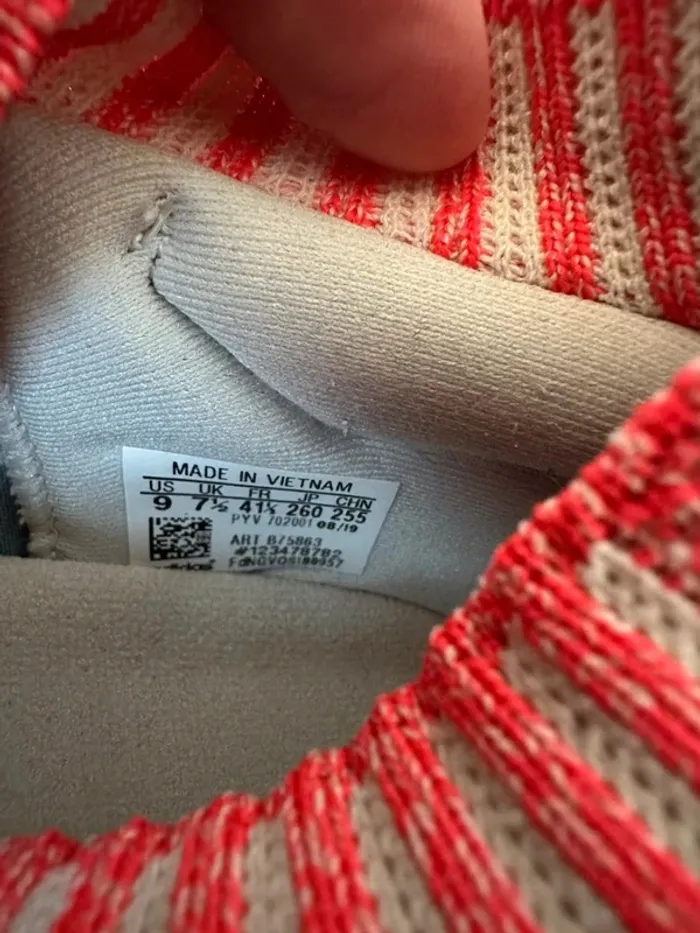 MADE IN VIETNAM
US UK FR JP CHN
9 7½ 41⅓ 260 255
PYV 702001 08/19
ART B75863
#123478782
adidas